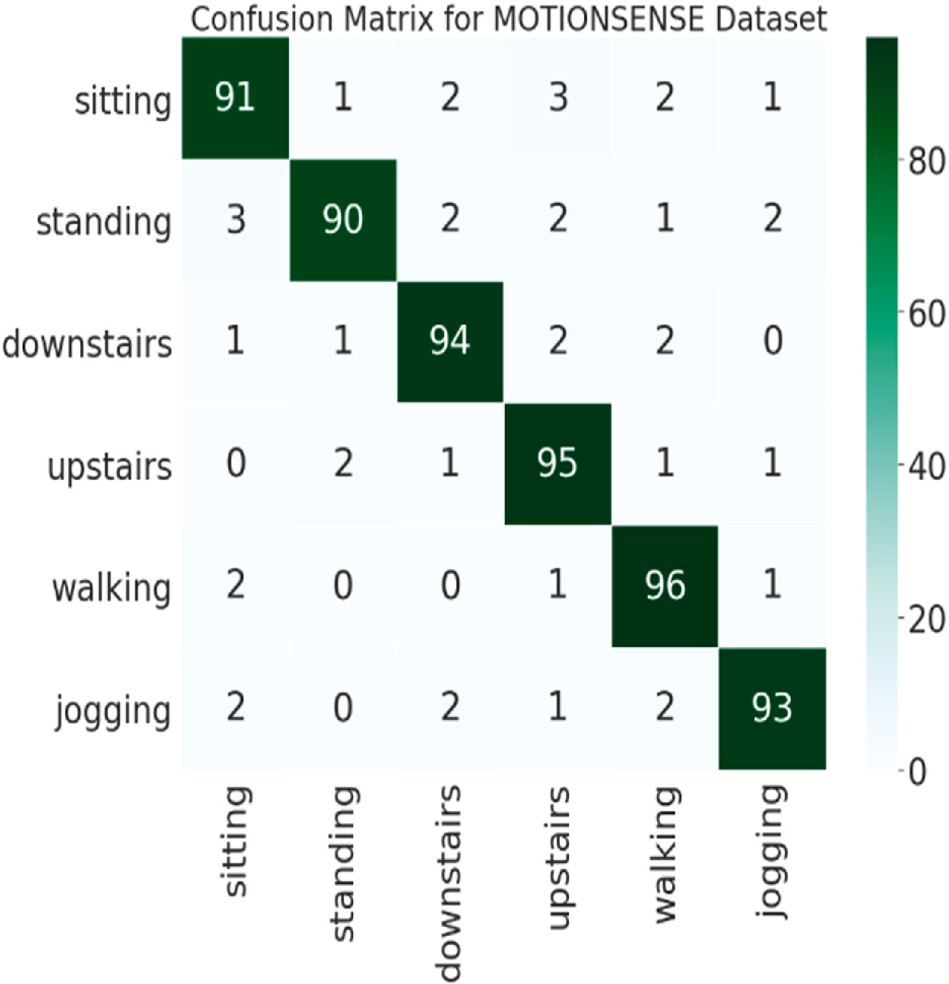 Confusion Matrix for MOTIONSENSE Dataset
sitting 91 1 2 3 2 1
standing 3 90 2 2 1 2
downstairs 1 1 94 2 2 0
upstairs 0 2 1 95 1 1
walking 2 0 0 1 96 1
jogging 2 0 2 1 2 93
sitting standing downstairs upstairs walking jogging
80
60
40
20
0